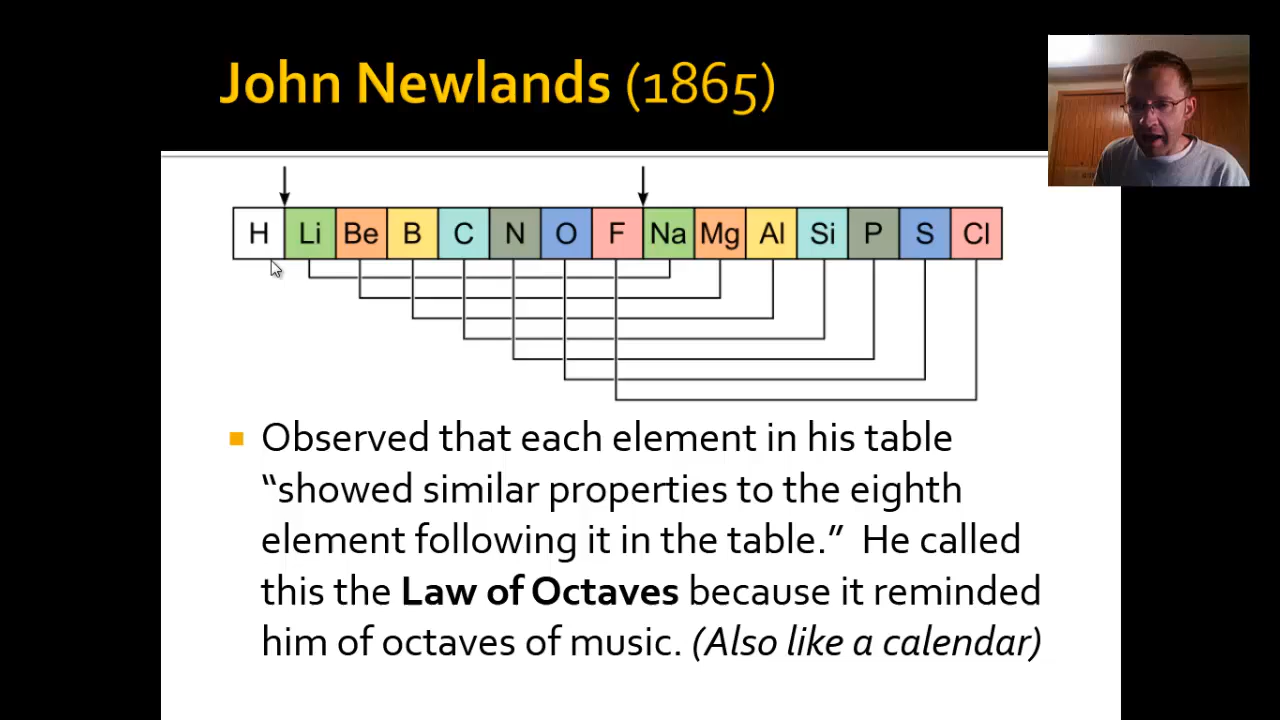 John Newlands (1865)
H Li Be B C N O F Na Mg Al Si P S Cl
Observed that each element in his table
“showed similar properties to the eighth
element following it in the table.” He called
this the Law of Octaves because it reminded
him of octaves of music. (Also like a calendar)